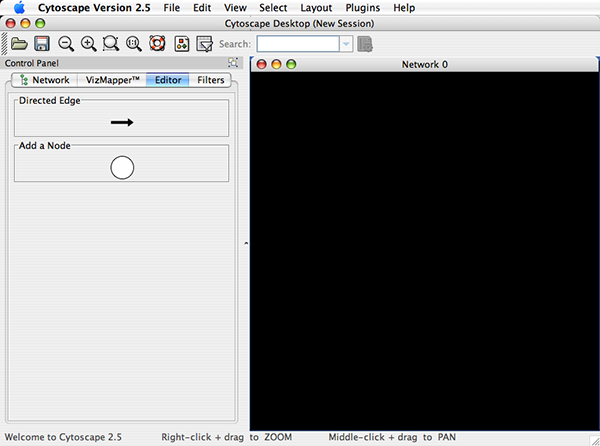 Cytoscape Version 2.5 File Edit View Select Layout Plugins Help
Cytoscape Desktop (New Session)
Search:
Control Panel
Network VizMapper™ Editor Filters
Network 0
Directed Edge
Add a Node
Welcome to Cytoscape 2.5 Right-click + drag to ZOOM Middle-click + drag to PAN